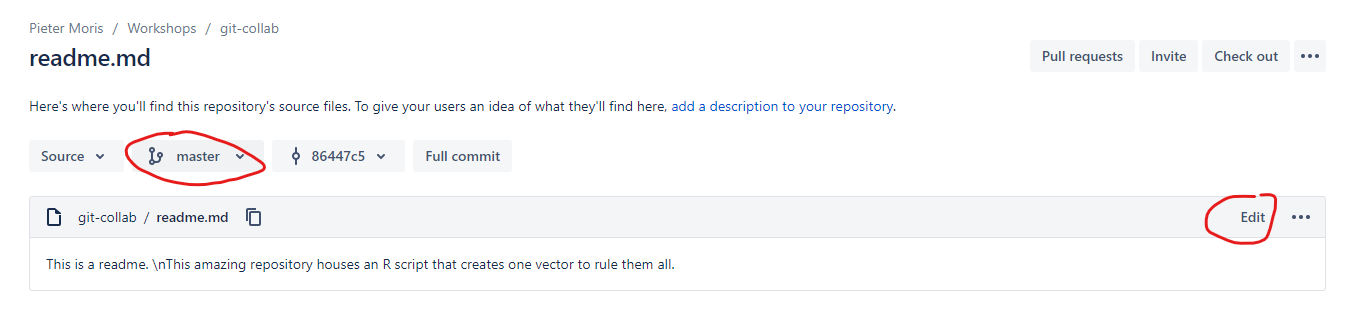 Pieter Moris / Workshops / git-collab
readme.md
Pull requests Invite Check out
Here's where you'll find this repository's source files. To give your users an idea of what they'll find here, add a description to your repository.
Source master 86447c5 Full commit
git-collab / readme.md Edit
This is a readme. \nThis amazing repository houses an R script that creates one vector to rule them all.